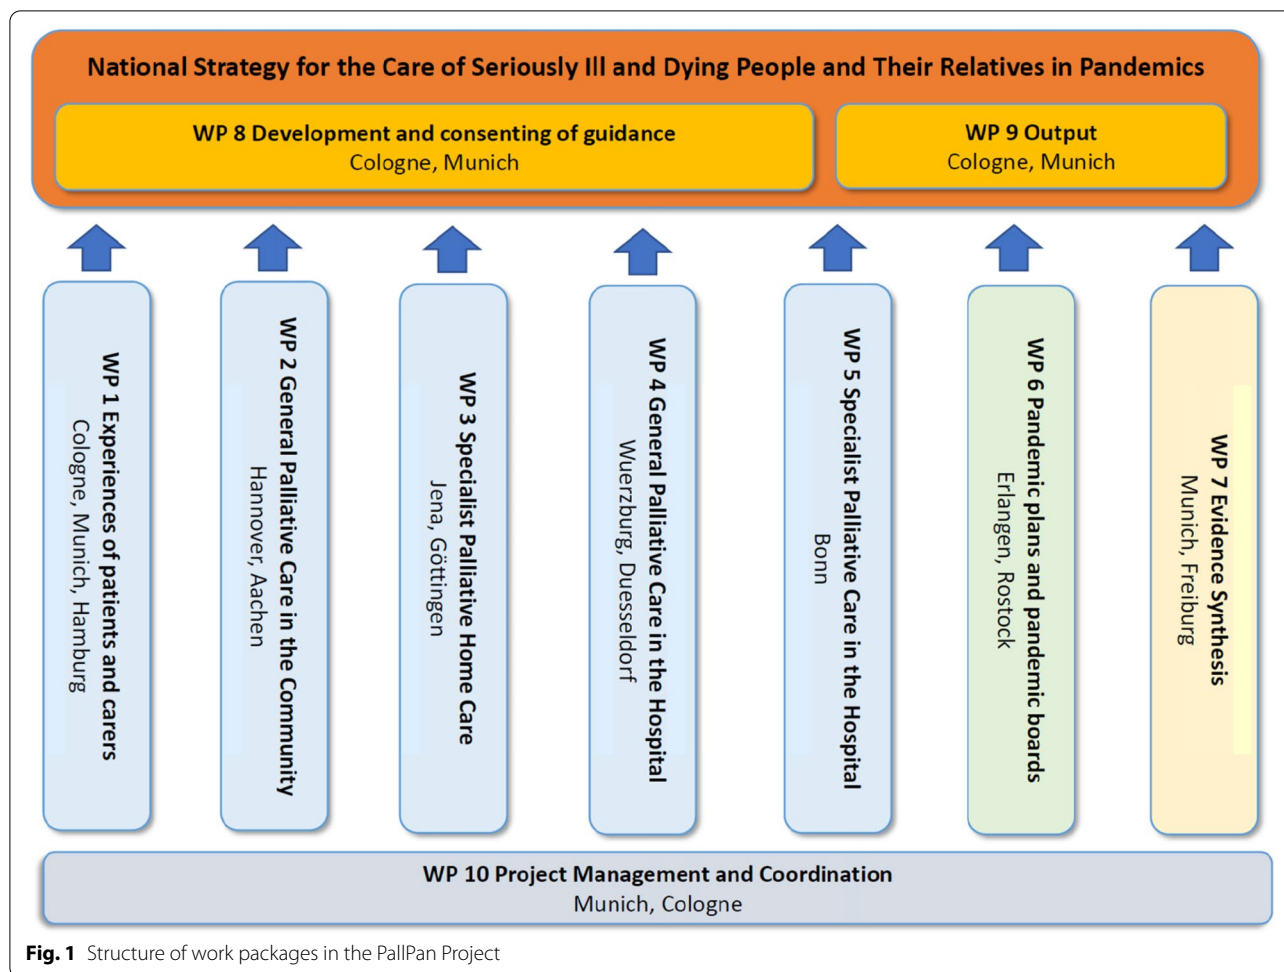 National Strategy for the Care of Seriously Ill and Dying People and Their Relatives in Pandemics
WP 8 Development and consenting of guidance
Cologne, Munich
WP 9 Output
Cologne, Munich
WP 1 Experiences of patients and carers
Cologne, Munich, Hamburg
WP 2 General Palliative Care in the Community
Hannover, Aachen
WP 3 Specialist Palliative Home Care
Jena, Göttingen
WP 4 General Palliative Care in the Hospital
Wuerzburg, Duesseldorf
WP 5 Specialist Palliative Care in the Hospital
Bonn
WP 6 Pandemic plans and pandemic boards
Erlangen, Rostock
WP 7 Evidence Synthesis
Munich, Freiburg
WP 10 Project Management and Coordination
Munich, Cologne
Fig. 1 Structure of work packages in the PallPan Project